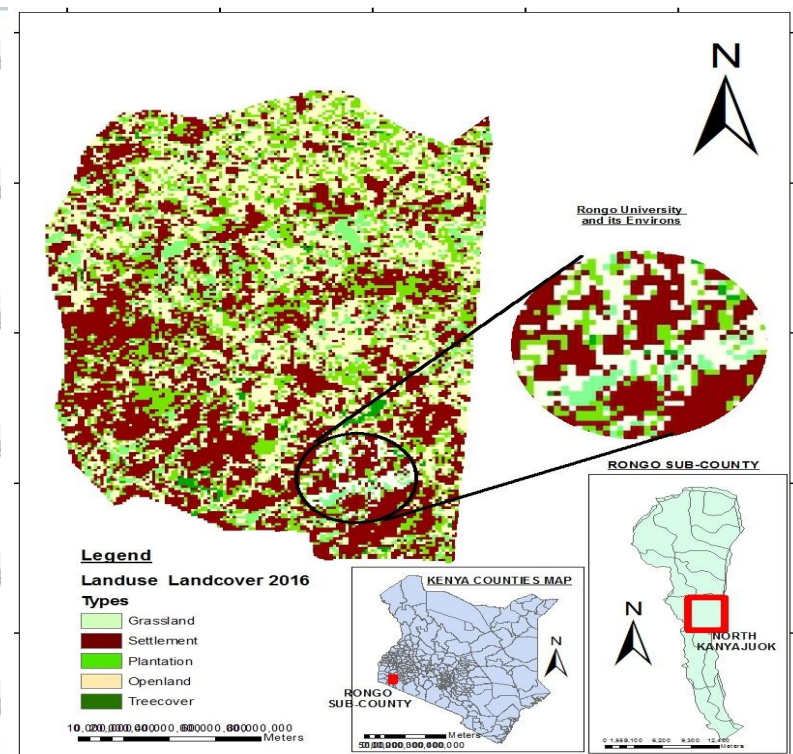 N
Rongo University
and its Environs
RONGO SUB-COUNTY
N
NORTH
KANYAJUOK
Legend
Landuse Landcover 2016
Types
Grassland
Settlement
Plantation
Openland
Treecover
Meters
KENYA COUNTIES MAP
N
RONGO
SUB-COUNTY
Meters
Meters